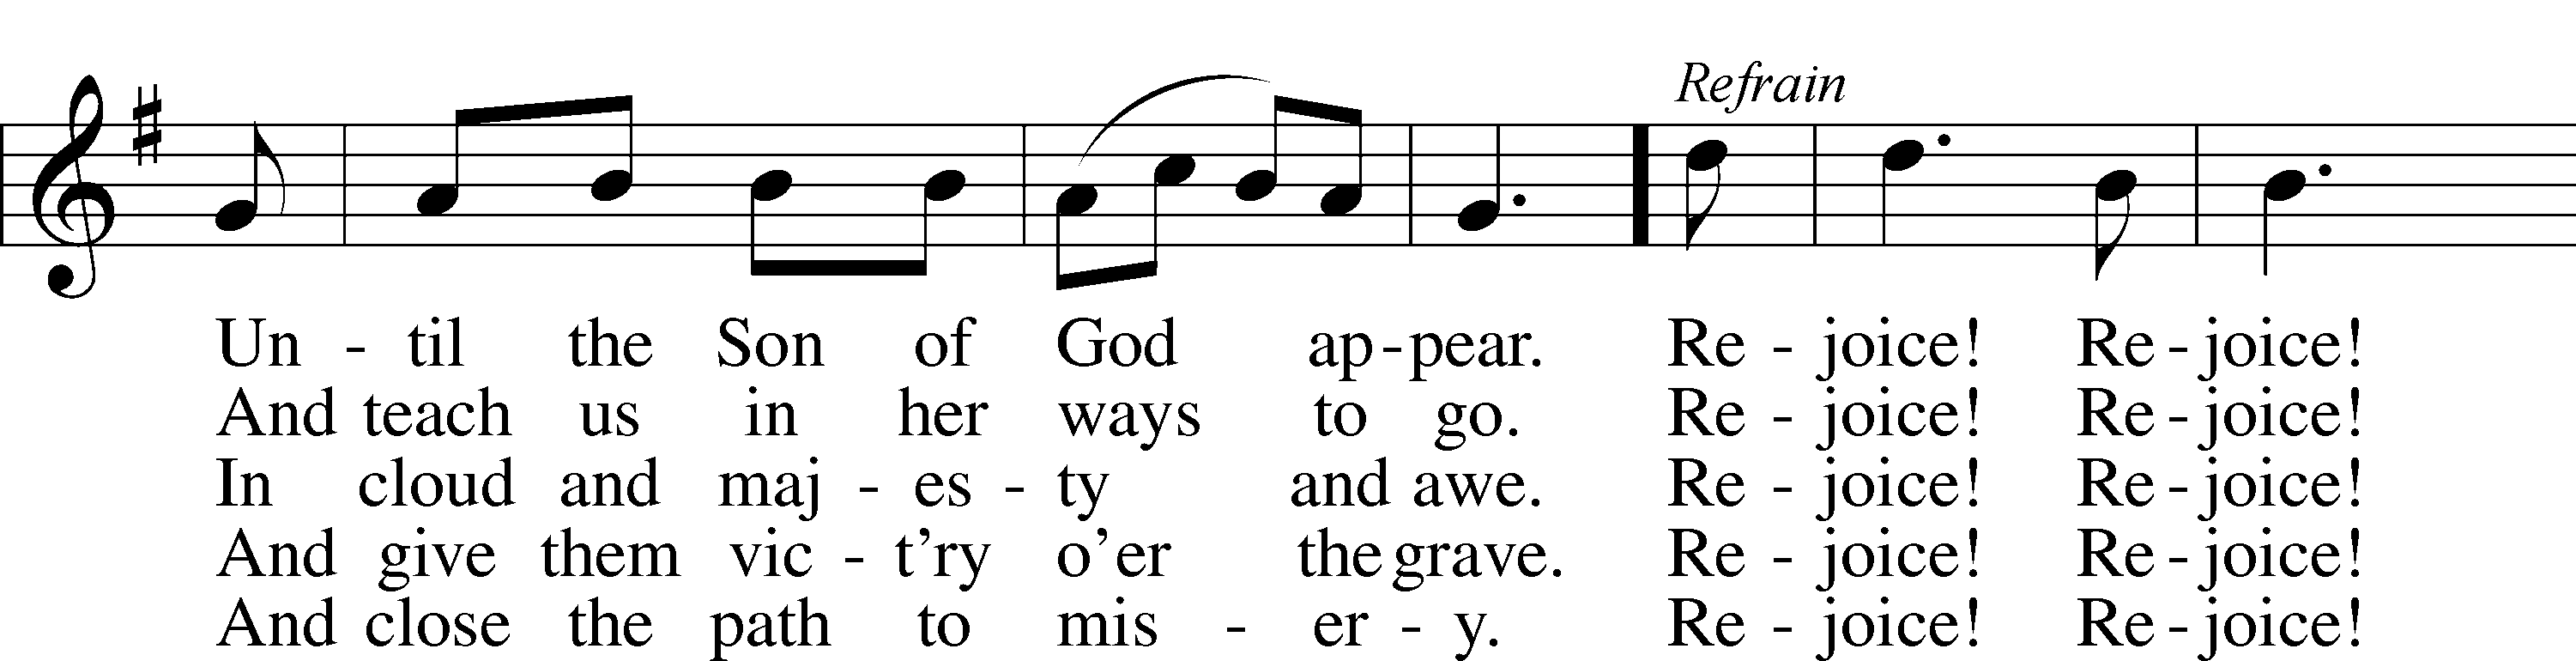 Refrain
Un - til the Son of God ap - pear. Re - joice! Re - joice!
And teach us in her ways to go. Re - joice! Re - joice!
In cloud and maj - es - ty and awe. Re - joice! Re - joice!
And give them vic - t'ry o'er the grave. Re - joice! Re - joice!
And close the path to mis - er - y. Re - joice! Re - joice!